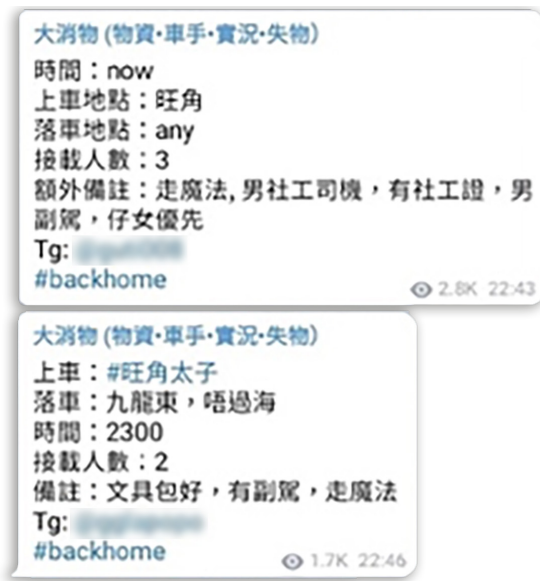 大消物 (物資•車手•實況•失物)
時間：now
上車地點：旺角
落車地點：any
接載人數：3
額外備註：走魔法, 男社工司機，有社工證，男
副駕，仔女優先
Tg:
#backhome
2.8K 22:43
大消物 (物資•車手•實況•失物)
上車：#旺角太子
落車：九龍東，唔過海
時間：2300
接載人數：2
備註：文具包好，有副駕，走魔法
Tg:
#backhome
1.7K 22:46